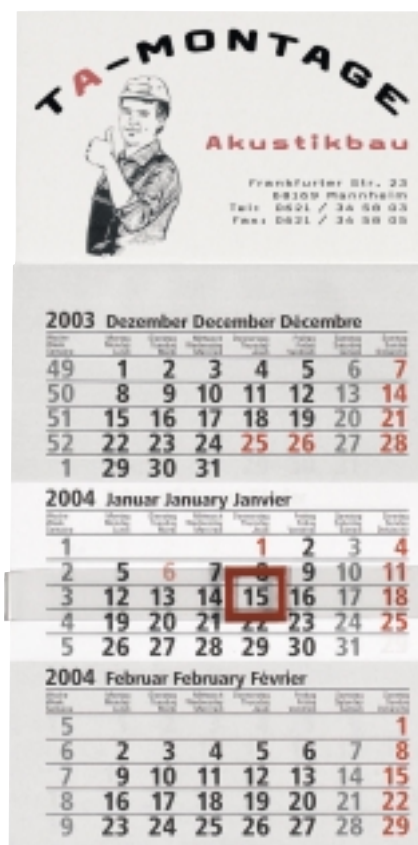 TA-MONTAGE
Akustikbau
Frankfurter Str. 23
68169 Mannheim
Tel: 0621 / 34 58 03
Fax: 0621 / 34 58 05
2003 Dezember December Décembre
49 1 2 3 4 5 6 7
50 8 9 10 11 12 13 14
51 15 16 17 18 19 20 21
52 22 23 24 25 26 27 28
1 29 30 31
2004 Januar January Janvier
1 1 2 3 4
2 5 6 7 8 9 10 11
3 12 13 14 15 16 17 18
4 19 20 21 22 23 24 25
5 26 27 28 29 30 31
2004 Februar February Février
5 1
6 2 3 4 5 6 7 8
7 9 10 11 12 13 14 15
8 16 17 18 19 20 21 22
9 23 24 25 26 27 28 29